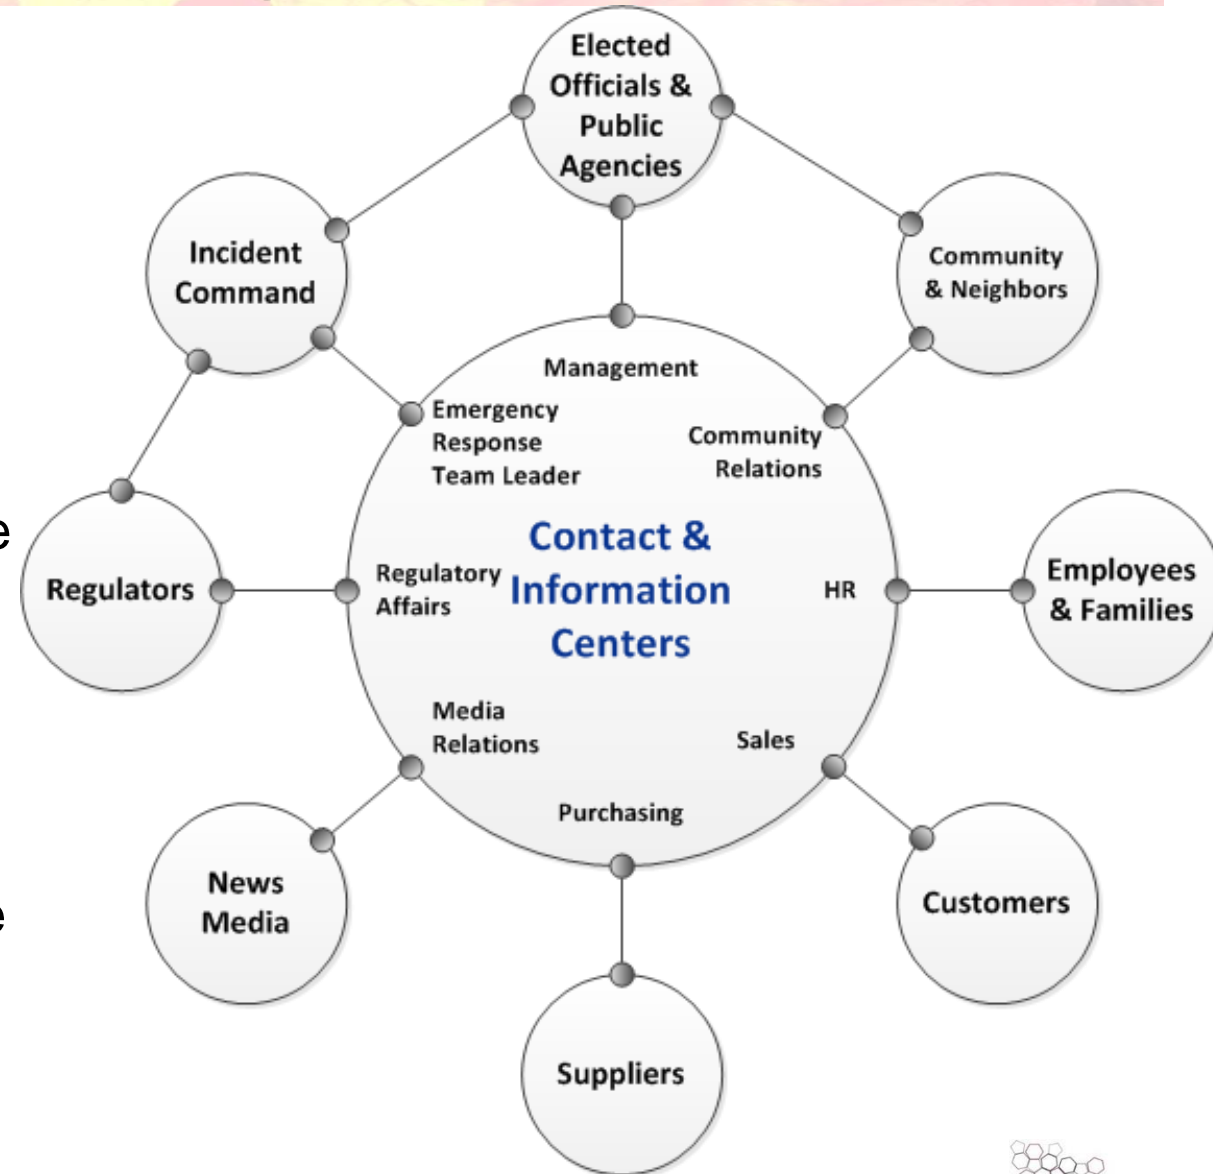 Elected
Officials &
Public
Agencies
Incident
Command
Community
& Neighbors
Management
Emergency
Response
Team Leader
Community
Relations
e
Contact &
Information
Centers
Regulators
Regulatory
Affairs
HR
Employees
& Families
Media
Relations
Sales
Purchasing
e
News
Media
Customers
Suppliers